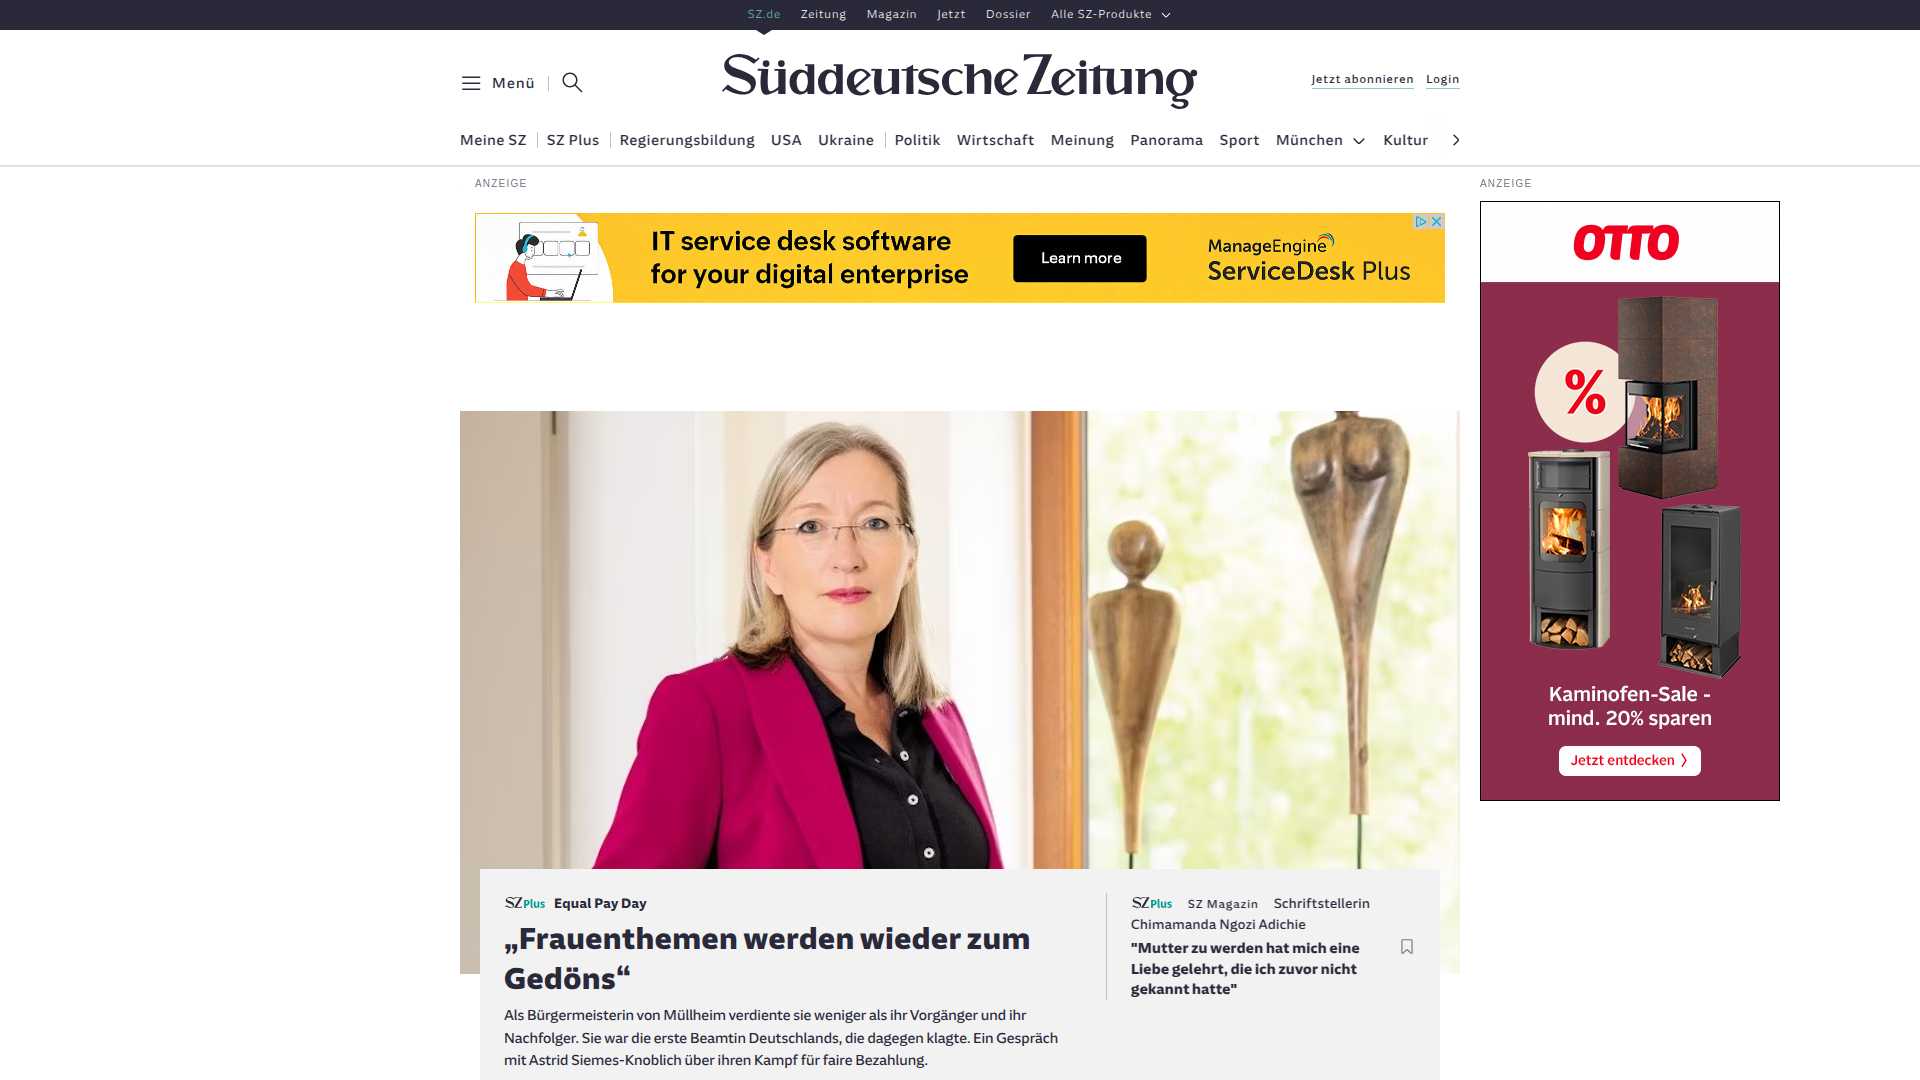 SZ.de Zeitung Magazin Jetzt Dossier Alle SZ-Produkte
Menü
Süddeutsche Zeitung
Jetzt abonnieren Login
Meine SZ SZ Plus Regierungsbildung USA Ukraine Politik Wirtschaft Meinung Panorama Sport München Kultur
ANZEIGE
IT service desk software
for your digital enterprise
Learn more
ManageEngine
ServiceDesk Plus
ANZEIGE
OTTO
%
Kaminofen-Sale -
mind. 20% sparen
Jetzt entdecken
SZ Plus Equal Pay Day
„Frauenthemen werden wieder zum
Gedöns“
Als Bürgermeisterin von Müllheim verdiente sie weniger als ihr Vorgänger und ihr
Nachfolger. Sie war die erste Beamtin Deutschlands, die dagegen klagte. Ein Gespräch
mit Astrid Siemes-Knoblich über ihren Kampf für faire Bezahlung.
SZ Plus SZ Magazin Schriftstellerin
Chimamanda Ngozi Adichie
"Mutter zu werden hat mich eine
Liebe gelehrt, die ich zuvor nicht
gekannt hatte"